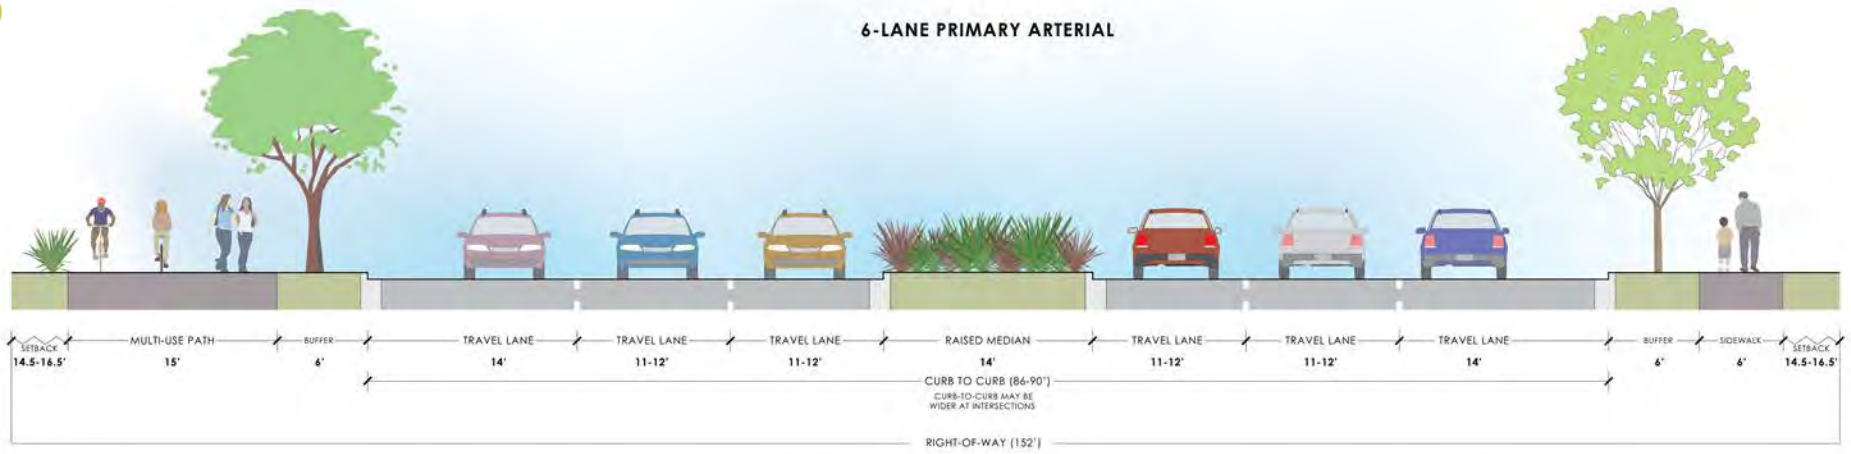 6-LANE PRIMARY ARTERIAL
SETBACK
14.5-16.5'
MULTI-USE PATH
15'
BUFFER
6'
TRAVEL LANE
14'
TRAVEL LANE
11-12'
TRAVEL LANE
11-12'
RAISED MEDIAN
14'
TRAVEL LANE
11-12'
TRAVEL LANE
11-12'
TRAVEL LANE
14'
BUFFER
6'
SIDEWALK
6'
SETBACK
14.5-16.5'
CURB TO CURB (86-90')
CURB-TO-CURB MAY BE
WIDER AT INTERSECTIONS
RIGHT-OF-WAY (152')